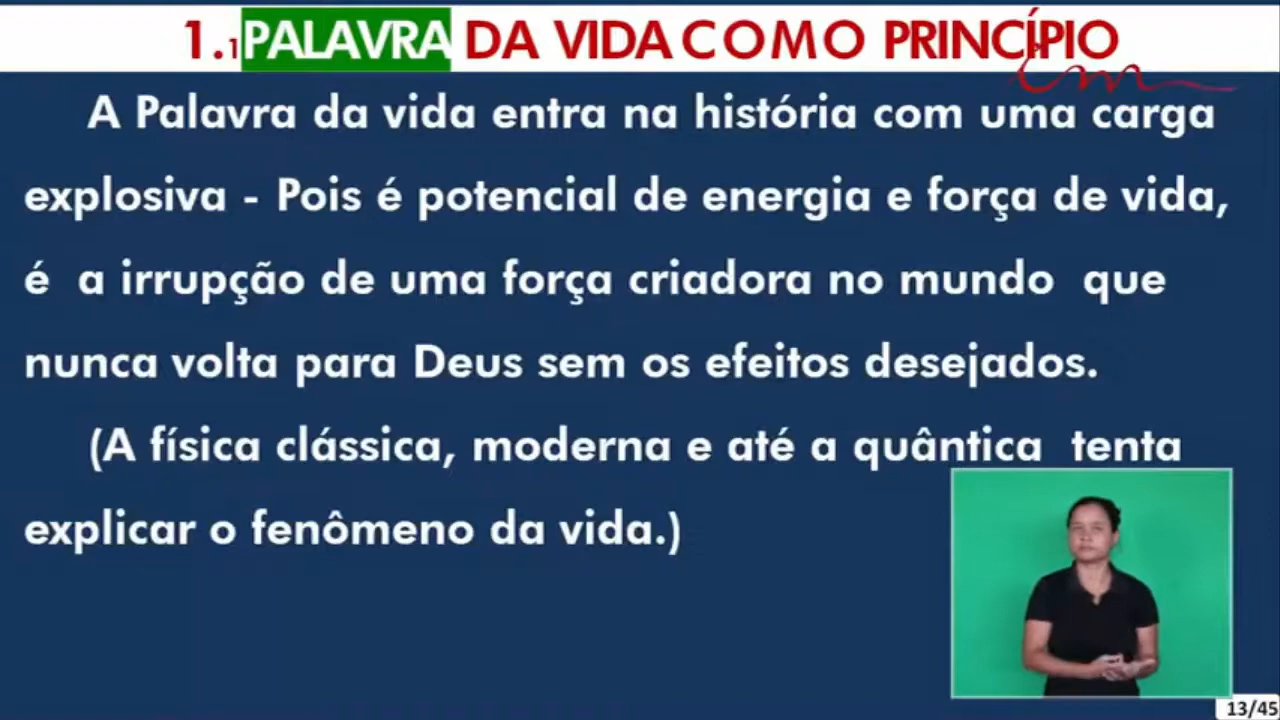 1.1 PALAVRA DA VIDA COMO PRINCÍPIO
A Palavra da vida entra na história com uma carga
explosiva - Pois é potencial de energia e força de vida,
é a irrupção de uma força criadora no mundo que
nunca volta para Deus sem os efeitos desejados.
(A física clássica, moderna e até a quântica tenta
explicar o fenômeno da vida.)
13/45